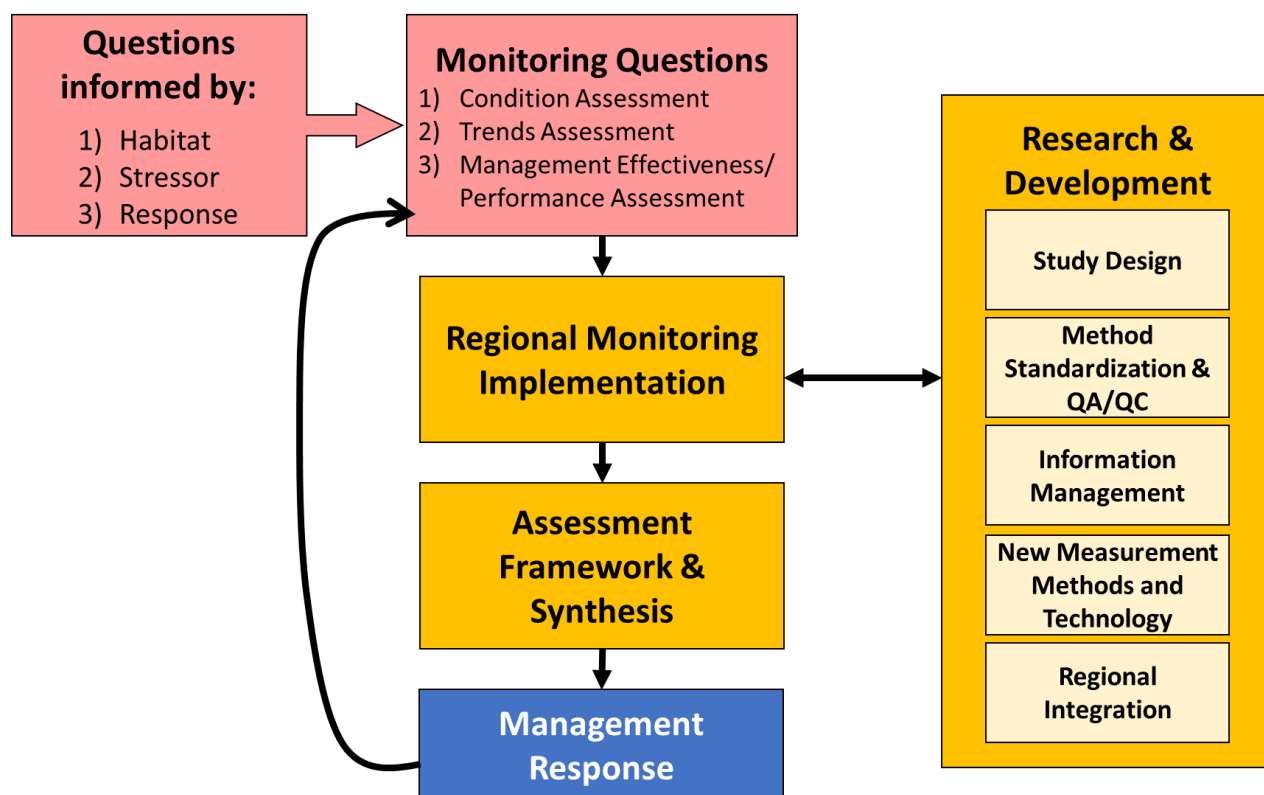 Questions
informed by:
1) Habitat
2) Stressor
3) Response
Monitoring Questions
1) Condition Assessment
2) Trends Assessment
3) Management Effectiveness/
Performance Assessment
Regional Monitoring
Implementation
Assessment
Framework &
Synthesis
Management
Response
Research &
Development
Study Design
Method
Standardization &
QA/QC
Information
Management
New Measurement
Methods and
Technology
Regional
Integration